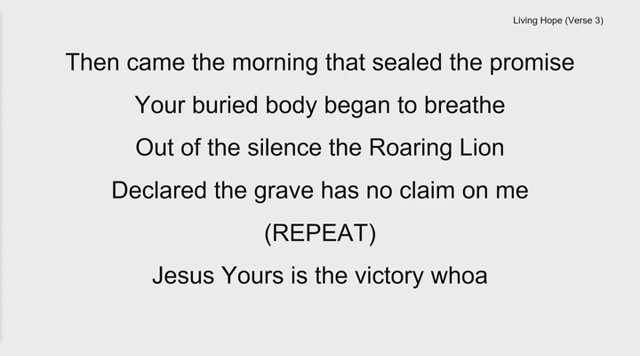 Living Hope (Verse 3)
Then came the morning that sealed the promise
Your buried body began to breathe
Out of the silence the Roaring Lion
Declared the grave has no claim on me
(REPEAT)
Jesus Yours is the victory whoa